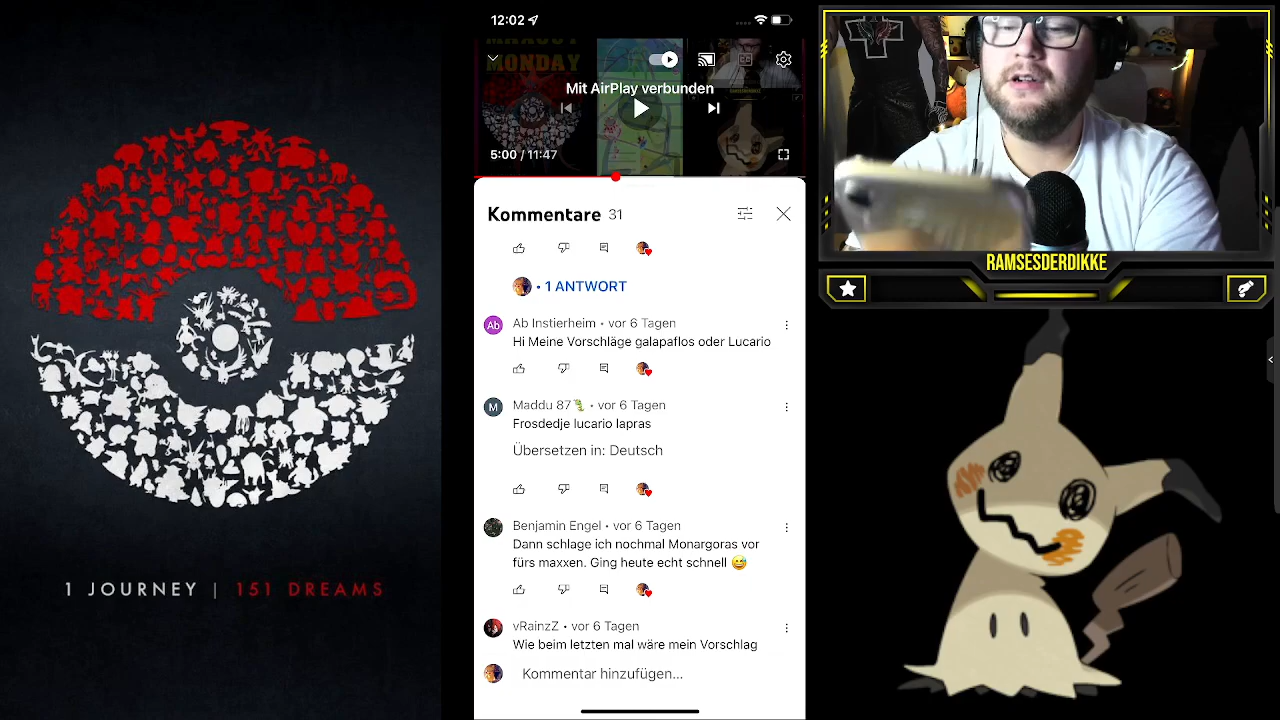 12:02
MAXOUT
MONDAY
Mit AirPlay verbunden
5:00 / 11:47
Kommentare 31
• 1 ANTWORT
Ab
Ab Instierheim • vor 6 Tagen
Hi Meine Vorschläge galapaflos oder Lucario
M
Maddu 87🦎 • vor 6 Tagen
Frosdedje lucario lapras
Übersetzen in: Deutsch
Benjamin Engel • vor 6 Tagen
Dann schlage ich nochmal Monargoras vor
fürs maxxen. Ging heute echt schnell 😅
vRainzZ • vor 6 Tagen
Wie beim letzten mal wäre mein Vorschlag
Kommentar hinzufügen...
1 JOURNEY | 151 DREAMS
RAMSESDERDIKKE